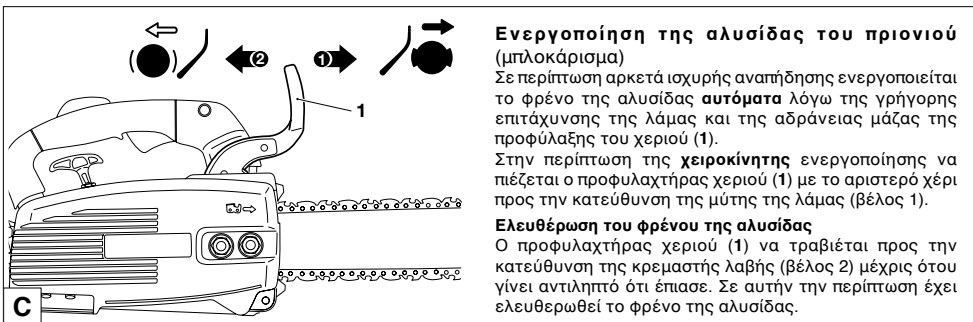 2
1
1
C
Ενεργοποίηση της αλυσίδας του πριονιού
(μπλοκάρισμα)
Σε περίπτωση αρκετά ισχυρής αναπήδησης ενεργοποιείται
το φρένο της αλυσίδας αυτόματα λόγω της γρήγορης
επιτάχυνσης της λάμας και της αδράνειας μάζας της
προφύλαξης του χεριού (1).
Στην περίπτωση της χειροκίνητης ενεργοποίησης να
πιέζεται ο προφυλαχτήρας χεριού (1) με το αριστερό χέρι
προς την κατεύθυνση της μύτης της λάμας (βέλος 1).
Ελευθέρωση του φρένου της αλυσίδας
Ο προφυλαχτήρας χεριού (1) να τραβιέται προς την
κατεύθυνση της κρεμαστής λαβής (βέλος 2) μέχρις ότου
γίνει αντιληπτό ότι έπιασε. Σε αυτήν την περίπτωση έχει
ελευθερωθεί το φρένο της αλυσίδας.